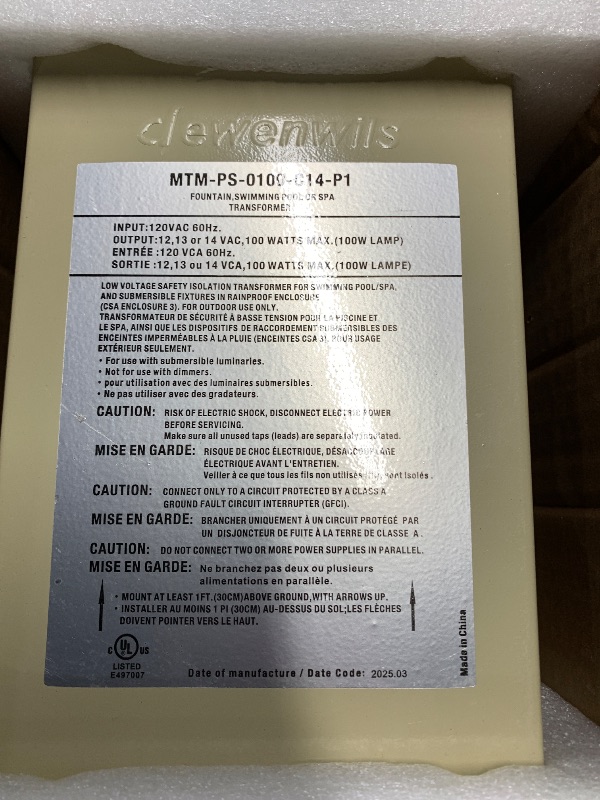 clewenwils
MTM-PS-0100-C14-P1
FOUNTAIN,SWIMMING POOL OR SPA
TRANSFORMER
INPUT:120VAC 60Hz.
OUTPUT:12,13 or 14 VAC,100 WATTS MAX.(100W LAMP)
ENTRÉE :120 VCA 60Hz.
SORTIE :12,13 ou 14 VCA,100 WATTS MAX.(100W LAMPE)
LOW VOLTAGE SAFETY ISOLATION TRANSFORMER FOR SWIMMING POOL/SPA,
AND SUBMERSIBLE FIXTURES IN RAINPROOF ENCLOSURE
(CSA ENCLOSURE 3). FOR OUTDOOR USE ONLY.
TRANSFORMATEUR DE SÉCURITÉ À BASSE TENSION POUR LA PISCINE ET
LE SPA, AINSI QUE LES DISPOSITIFS DE RACCORDEMENT SUBMERSIBLES DES
ENCEINTES IMPERMÉABLES À LA PLUIE (ENCEINTES CSA 3). POUR USAGE
EXTÉRIEUR SEULEMENT.
• For use with submersible luminaries.
• Not for use with dimmers.
• pour utilisation avec des luminaires submersibles.
• Ne pas utiliser avec des gradateurs.
CAUTION: RISK OF ELECTRIC SHOCK, DISCONNECT ELECTRIC POWER
BEFORE SERVICING.
Make sure all unused taps (leads) are separately insulated.
MISE EN GARDE: RISQUE DE CHOC ÉLECTRIQUE, DÉSACCOUPLAGE
ÉLECTRIQUE AVANT L'ENTRETIEN.
Veiller à ce que tous les fils non utilisés sont isolés.
CAUTION: CONNECT ONLY TO A CIRCUIT PROTECTED BY A CLASS A
GROUND FAULT CIRCUIT INTERRUPTER (GFCI).
MISE EN GARDE: BRANCHER UNIQUEMENT À UN CIRCUIT PROTÉGÉ PAR
UN DISJONCTEUR DE FUITE À LA TERRE DE CLASSE A.
CAUTION: DO NOT CONNECT TWO OR MORE POWER SUPPLIES IN PARALLEL.
MISE EN GARDE: Ne branchez pas deux ou plusieurs
alimentations en parallèle.
• MOUNT AT LEAST 1FT.(30CM)ABOVE GROUND,WITH ARROWS UP.
• INSTALLER AU MOINS 1 PI (30CM) AU-DESSUS DU SOL;LES FLÈCHES
DOIVENT POINTER VERS LE HAUT.
c UL US
LISTED
E497007
Date of manufacture / Date Code: 2025.03
Made in China